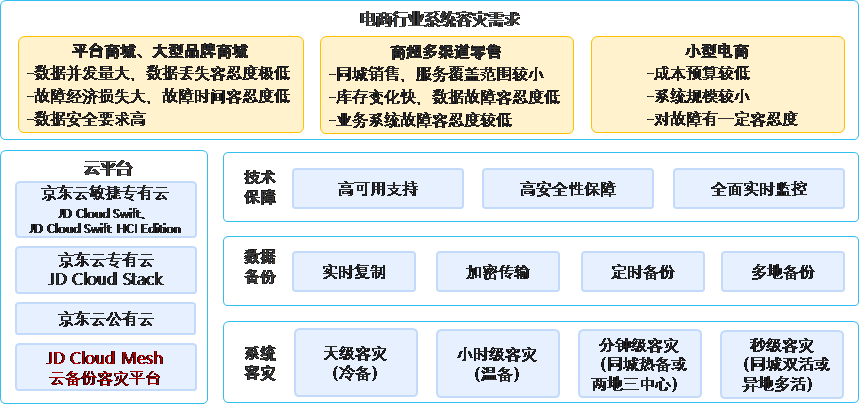 电商行业系统容灾需求
平台商城、大型品牌商城
-数据并发量大，数据丢失容忍度极低
-故障经济损失大，故障时间容忍度低
-数据安全要求高
商超多渠道零售
-同城销售，服务覆盖范围较小
-库存变化快，数据故障容忍度低
-业务系统故障容忍度较低
小型电商
-成本预算较低
-系统规模较小
-对故障有一定容忍度
云平台
京东云敏捷专有云
JD Cloud Swift、
JD Cloud Swift HCI Edition
京东云专有云
JD Cloud Stack
京东云公有云
JD Cloud Mesh
云备份容灾平台
技术
保障
高可用支持
高安全性保障
全面实时监控
数据
备份
实时复制
加密传输
定时备份
多地备份
系统
容灾
天级容灾
（冷备）
小时级容灾
（温备）
分钟级容灾
（同城热备或
两地三中心）
秒级容灾
（同城双活或
异地多活）